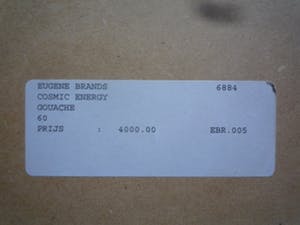 EUGENE BRANDS 6884
COSMIC ENERGY
GOUACHE
60
PRIJS : 4000.00 EBR.005